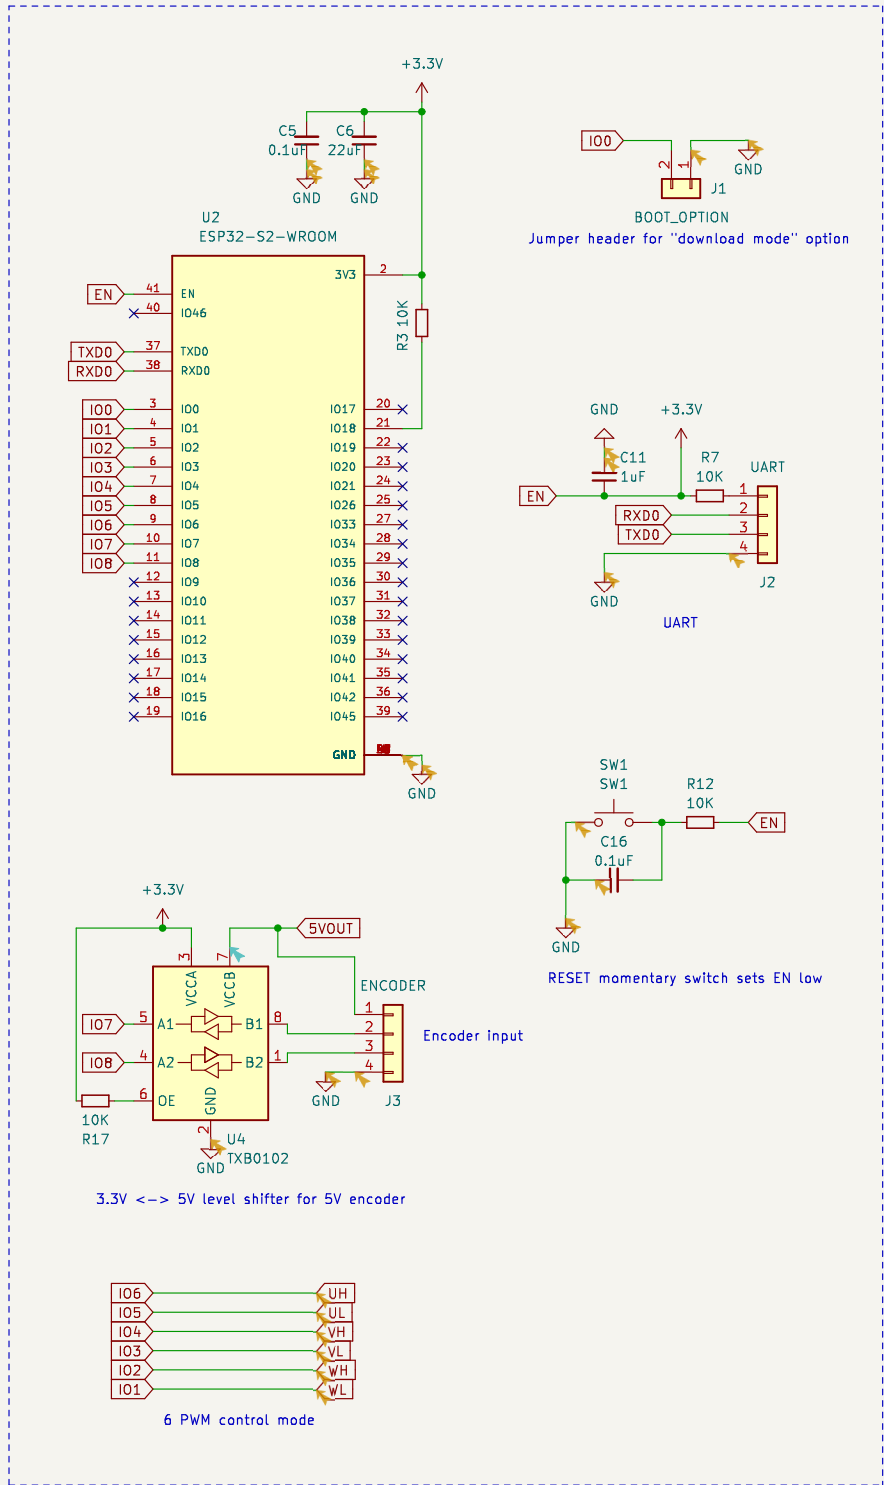 +3.3V
C5
0.1uF
C6
22uF
GND
GND
U2
ESP32-S2-WROOM
EN 41 EN
40 IO46
TXD0 37 TXD0
RXD0 38 RXD0
IO0 3 IO0
IO1 4 IO1
IO2 5 IO2
IO3 6 IO3
IO4 7 IO4
IO5 8 IO5
IO6 9 IO6
IO7 10 IO7
IO8 11 IO8
12 IO9
13 IO10
14 IO11
15 IO12
16 IO13
17 IO14
18 IO15
19 IO16
3V3 2
R3 10K
IO17 20
IO18 21
IO19 22
IO20 23
IO21 24
IO26 25
IO33 27
IO34 28
IO35 29
IO36 30
IO37 31
IO38 32
IO39 33
IO40 34
IO41 35
IO42 36
IO45 39
GND
GND
IO0
2
1
GND
J1
BOOT_OPTION
Jumper header for "download mode" option
GND
+3.3V
C11
1uF
R7
10K
UART
EN
1
RXD0 2
TXD0 3
4
GND
J2
UART
SW1
SW1
R12
10K
EN
C16
0.1uF
GND
RESET momentary switch sets EN low
+3.3V
5VOUT
3
VCCA
7
VCCB
ENCODER
IO7 5 A1
B1 8
IO8 4 A2
B2 1
6 OE
10K
R17
GND
2
GND
U4
TXB0102
1
2
3
4
GND
J3
Encoder input
3.3V <-> 5V level shifter for 5V encoder
IO6 UH
IO5 UL
IO4 VH
IO3 VL
IO2 WH
IO1 WL
6 PWM control mode